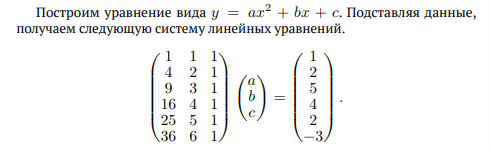 Построим уравнение вида y = ax² + bx + c. Подставляя данные,
получаем следующую систему линейных уравнений.
1 1 1 1
4 2 1 2
9 3 1 a 5
16 4 1 b = 4 .
25 5 1 c 2
36 6 1 −3